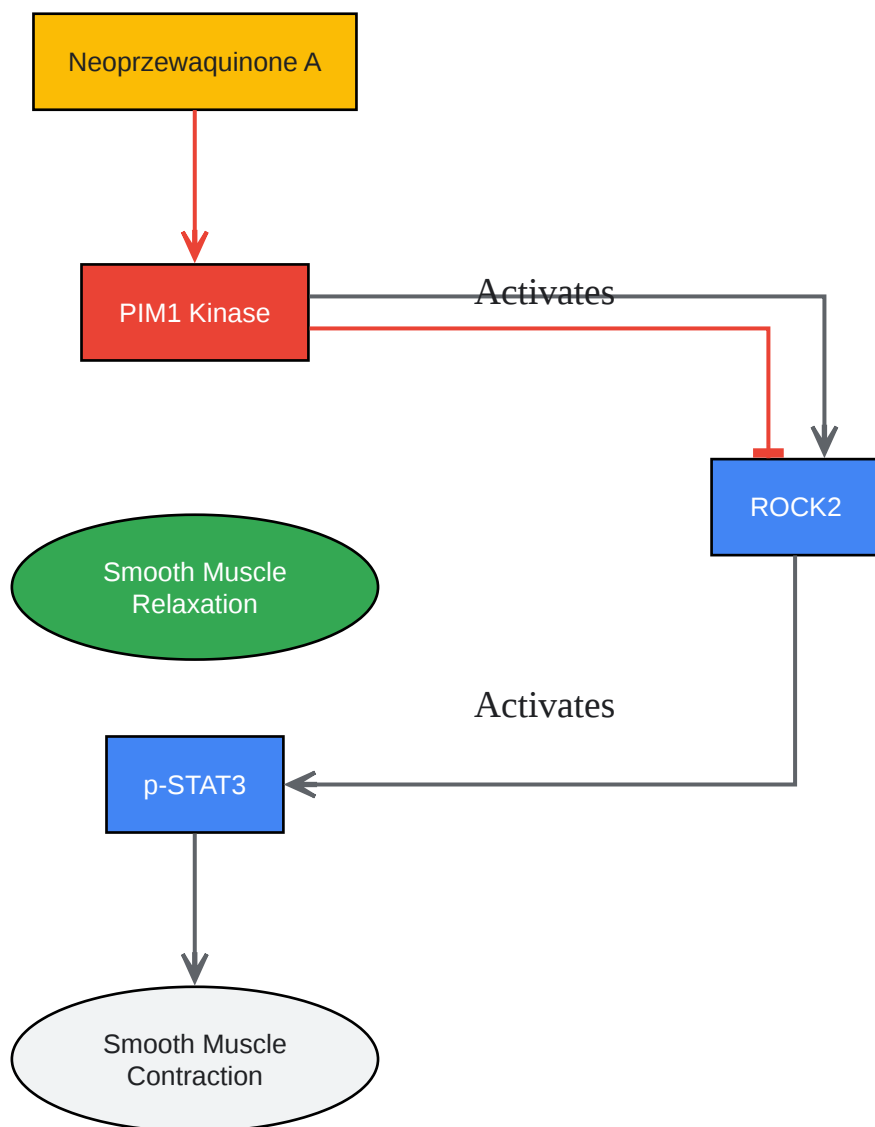 Neoprzewaquinone A
PIM1 Kinase
Activates
ROCK2
Smooth Muscle
Relaxation
Activates
p-STAT3
Smooth Muscle
Contraction